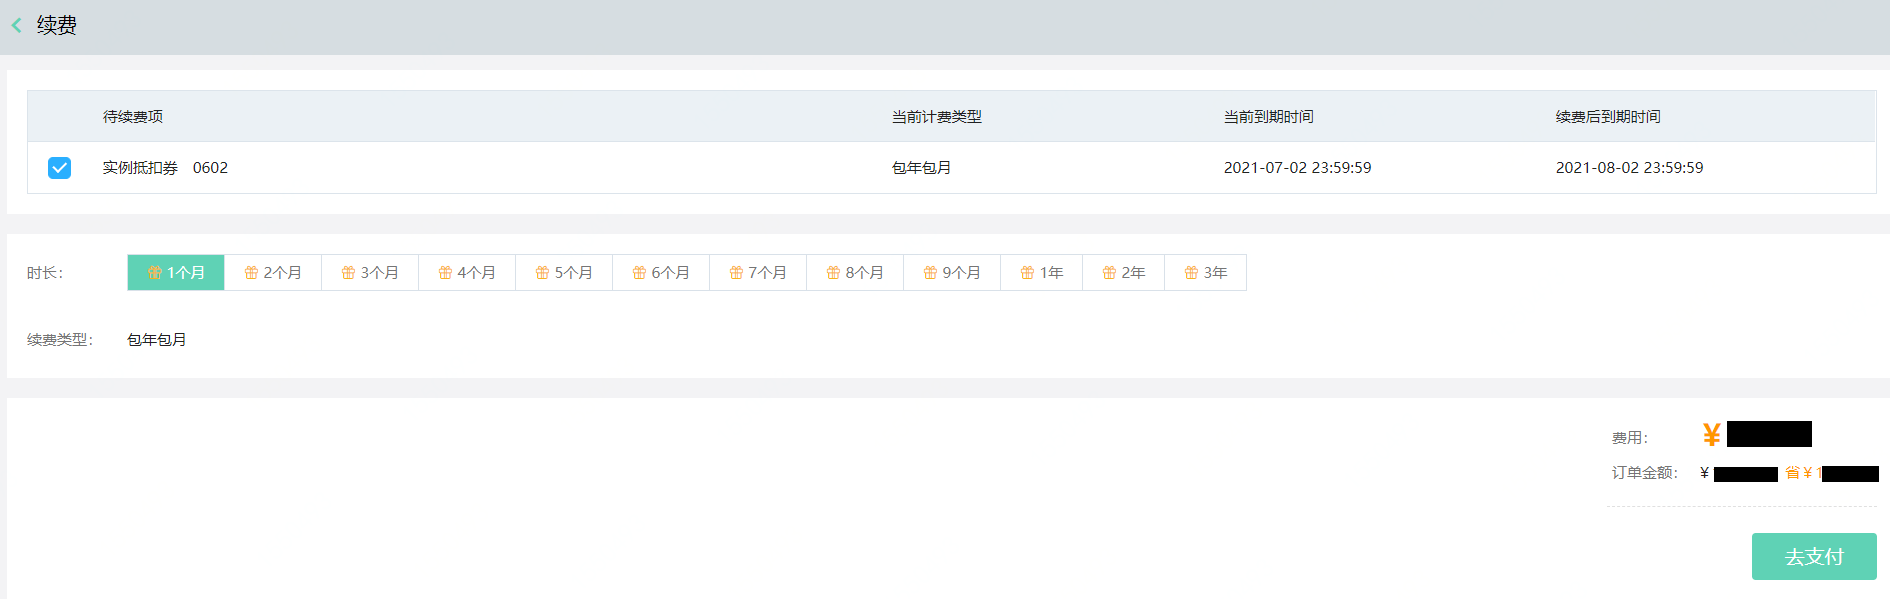 续费
待续费项 当前计费类型 当前到期时间 续费后到期时间
实例抵扣券 0602 包年包月 2021-07-02 23:59:59 2021-08-02 23:59:59
时长: 1个月 2个月 3个月 4个月 5个月 6个月 7个月 8个月 9个月 1年 2年 3年
续费类型: 包年包月
费用: ¥
订单金额: ¥ 省¥1
去支付